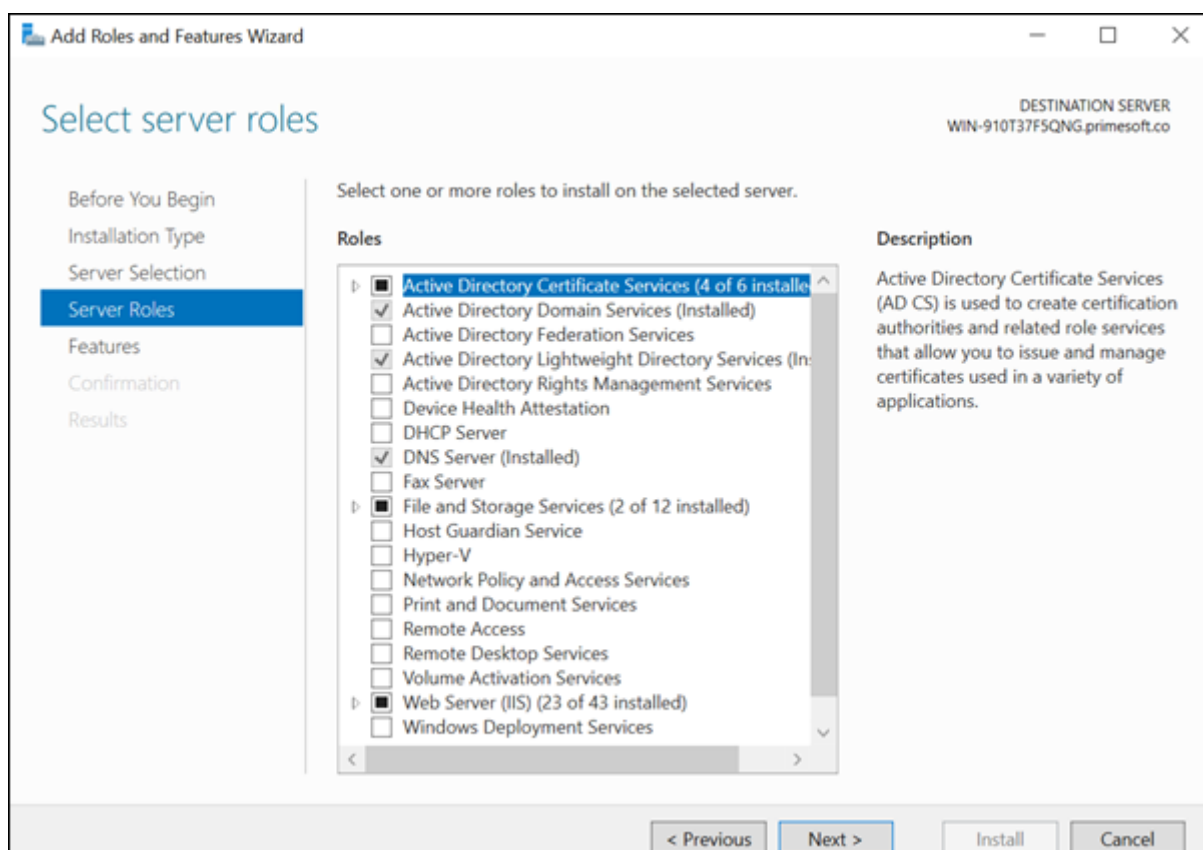 Add Roles and Features Wizard
Select server roles
DESTINATION SERVER
WIN-910T37F5QNG.primesoft.co
Before You Begin
Installation Type
Server Selection
Server Roles
Features
Confirmation
Results
Select one or more roles to install on the selected server.
Roles
Active Directory Certificate Services (4 of 6 installe
Active Directory Domain Services (Installed)
Active Directory Federation Services
Active Directory Lightweight Directory Services (In
Active Directory Rights Management Services
Device Health Attestation
DHCP Server
DNS Server (Installed)
Fax Server
File and Storage Services (2 of 12 installed)
Host Guardian Service
Hyper-V
Network Policy and Access Services
Print and Document Services
Remote Access
Remote Desktop Services
Volume Activation Services
Web Server (IIS) (23 of 43 installed)
Windows Deployment Services
Description
Active Directory Certificate Services
(AD CS) is used to create certification
authorities and related role services
that allow you to issue and manage
certificates used in a variety of
applications.
< Previous
Next >
Install
Cancel